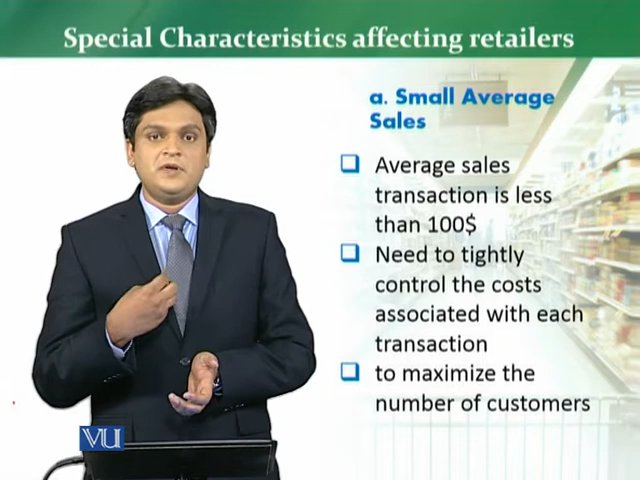 Special Characteristics affecting retailers
a. Small Average
Sales
Average sales
transaction is less
than 100$
Need to tightly
control the costs
associated with each
transaction
to maximize the
number of customers
VU